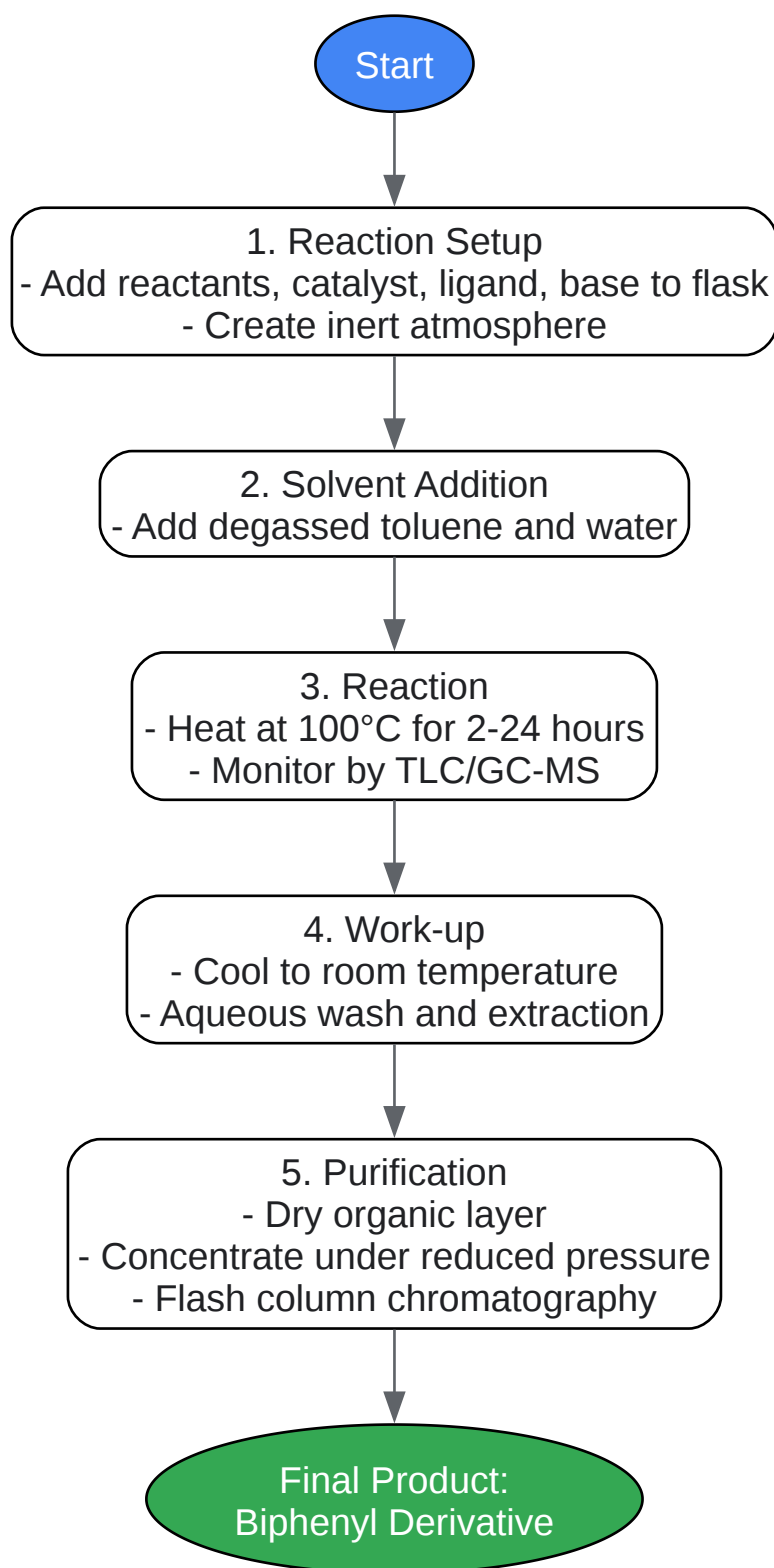 Start
1. Reaction Setup
- Add reactants, catalyst, ligand, base to flask
- Create inert atmosphere
2. Solvent Addition
- Add degassed toluene and water
3. Reaction
- Heat at 100°C for 2-24 hours
- Monitor by TLC/GC-MS
4. Work-up
- Cool to room temperature
- Aqueous wash and extraction
5. Purification
- Dry organic layer
- Concentrate under reduced pressure
- Flash column chromatography
Final Product:
Biphenyl Derivative